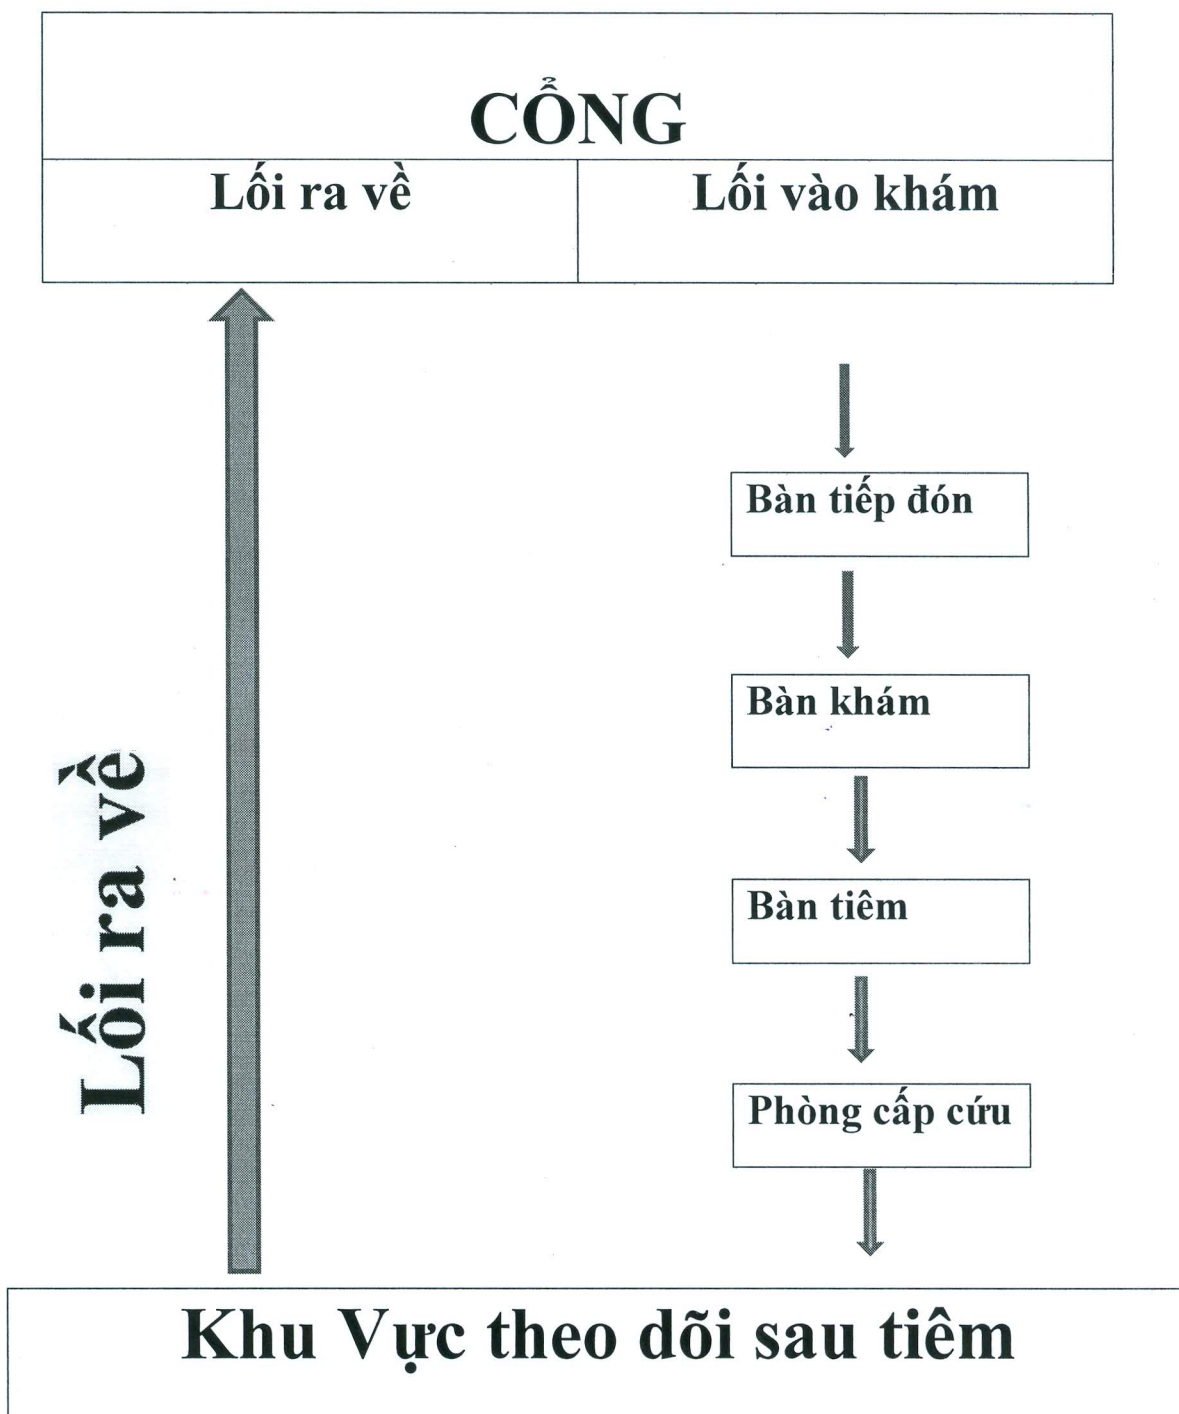 CỔNG
Lối ra về
Lối vào khám
Bàn tiếp đón
Bàn khám
Bàn tiêm
Phòng cấp cứu
Lối ra về
Khu Vực theo dõi sau tiêm